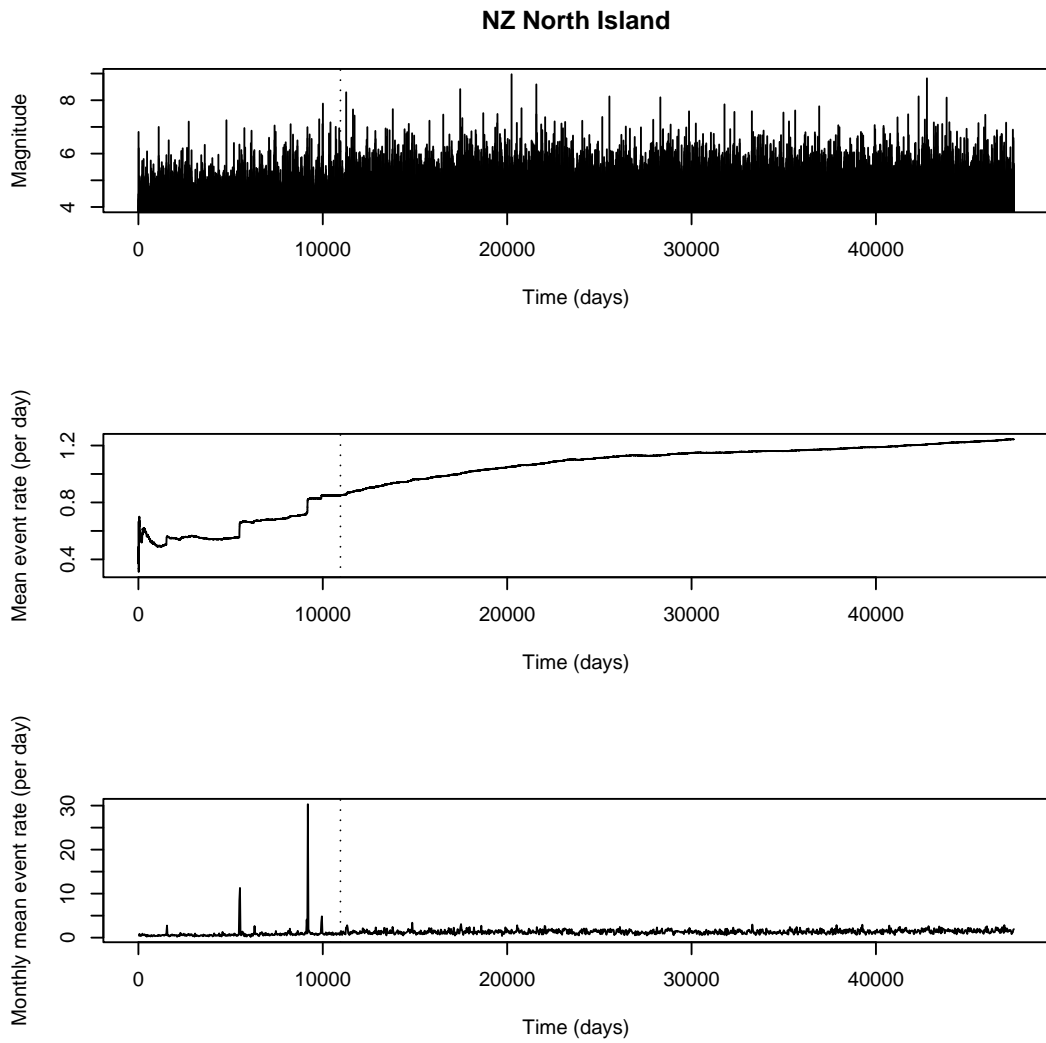 NZ North Island
Magnitude
8
6
4
0 10000 20000 30000 40000
Time (days)
Mean event rate (per day)
1.2
0.8
0.4
0 10000 20000 30000 40000
Time (days)
Monthly mean event rate (per day)
30
20
10
0
0 10000 20000 30000 40000
Time (days)